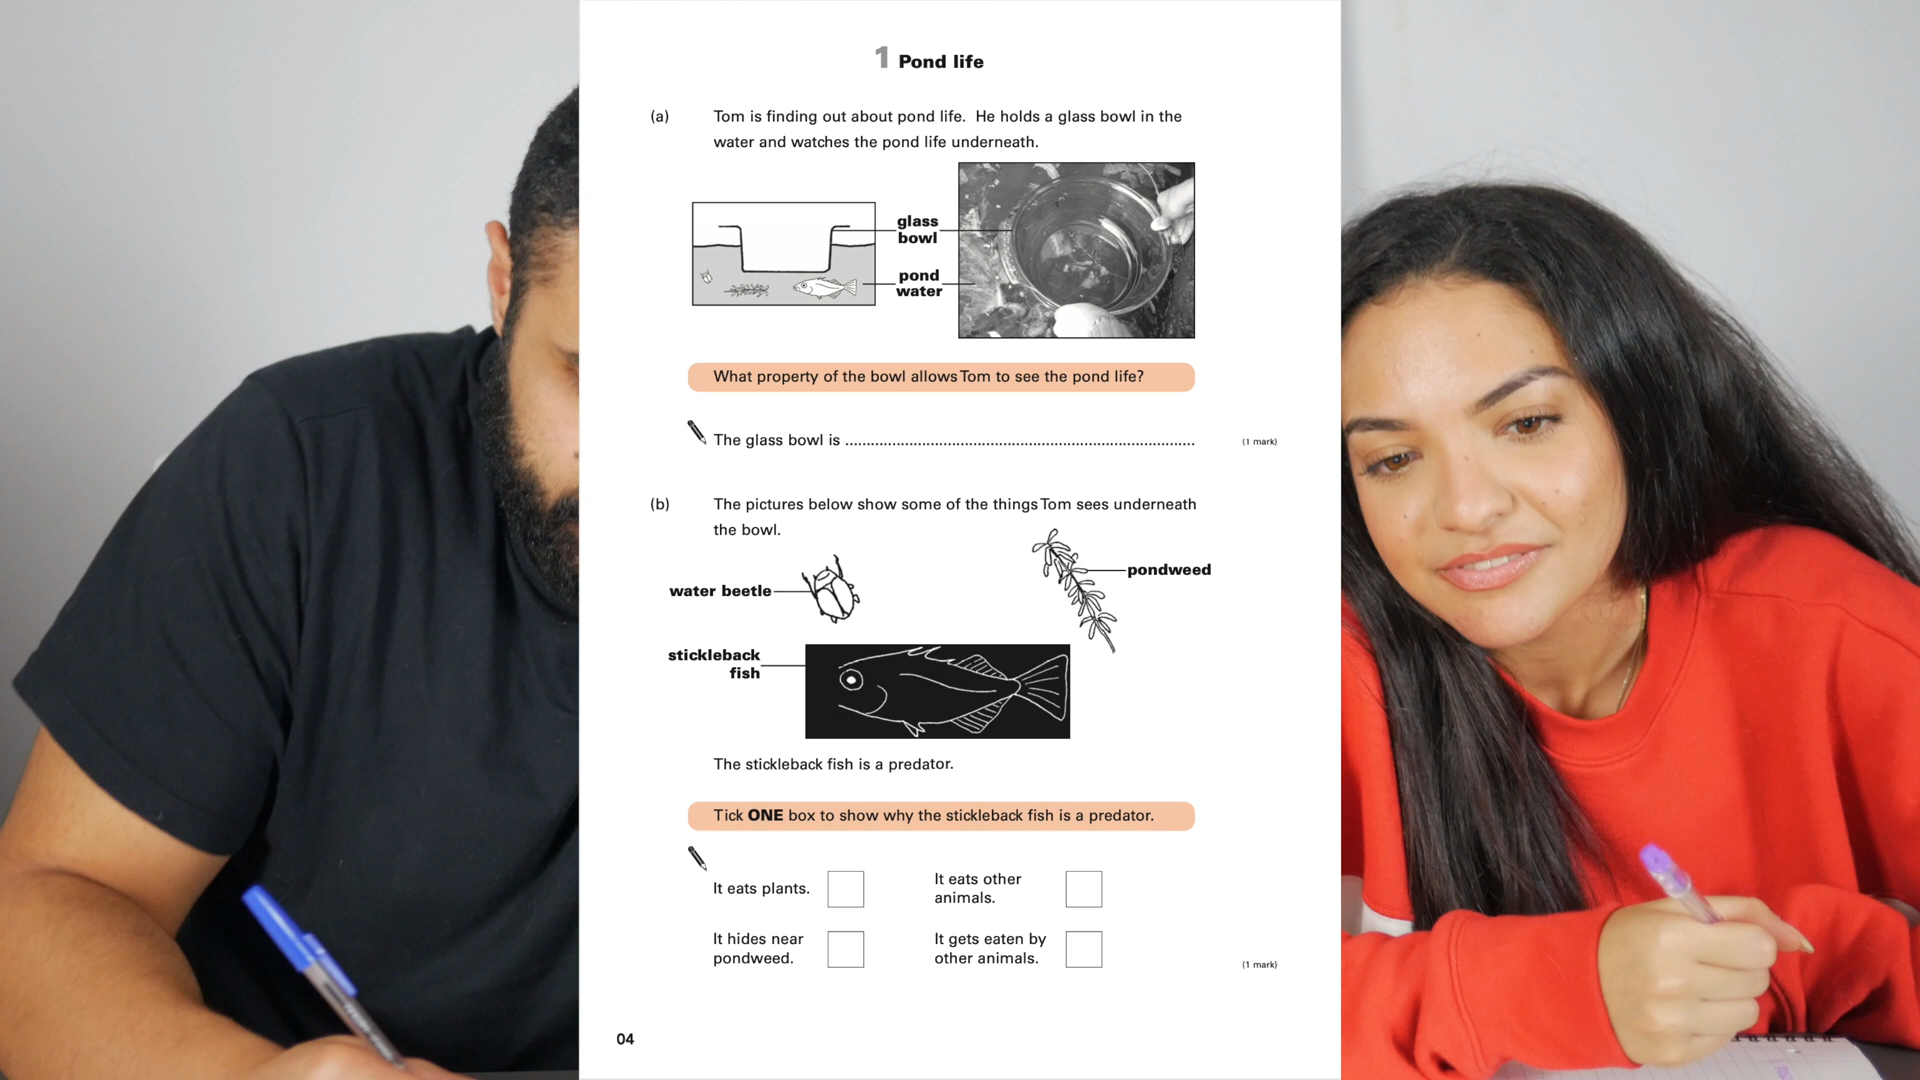 1 Pond life
(a) Tom is finding out about pond life. He holds a glass bowl in the
water and watches the pond life underneath.
glass
bowl
pond
water
What property of the bowl allows Tom to see the pond life?
The glass bowl is ..................................................................................
(1 mark)
(b) The pictures below show some of the things Tom sees underneath
the bowl.
water beetle
pondweed
stickleback
fish
The stickleback fish is a predator.
Tick ONE box to show why the stickleback fish is a predator.
It eats plants.
It eats other
animals.
It hides near
pondweed.
It gets eaten by
other animals.
(1 mark)
04